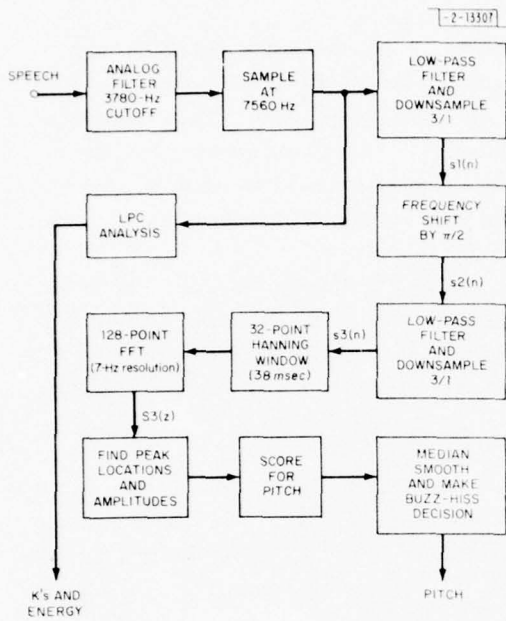 -2-13307
SPEECH
ANALOG
FILTER
3780-Hz
CUTOFF
SAMPLE
AT
7560 Hz
LOW-PASS
FILTER
AND
DOWNSAMPLE
3/1
s1(n)
LPC
ANALYSIS
FREQUENCY
SHIFT
BY π/2
s2(n)
128-POINT
FFT
(7-Hz resolution)
32-POINT
HANNING
WINDOW
(38 msec)
s3(n)
LOW-PASS
FILTER
AND
DOWNSAMPLE
3/1
S3(z)
FIND PEAK
LOCATIONS
AND
AMPLITUDES
SCORE
FOR
PITCH
MEDIAN
SMOOTH
AND MAKE
BUZZ-HISS
DECISION
K's AND
ENERGY
PITCH